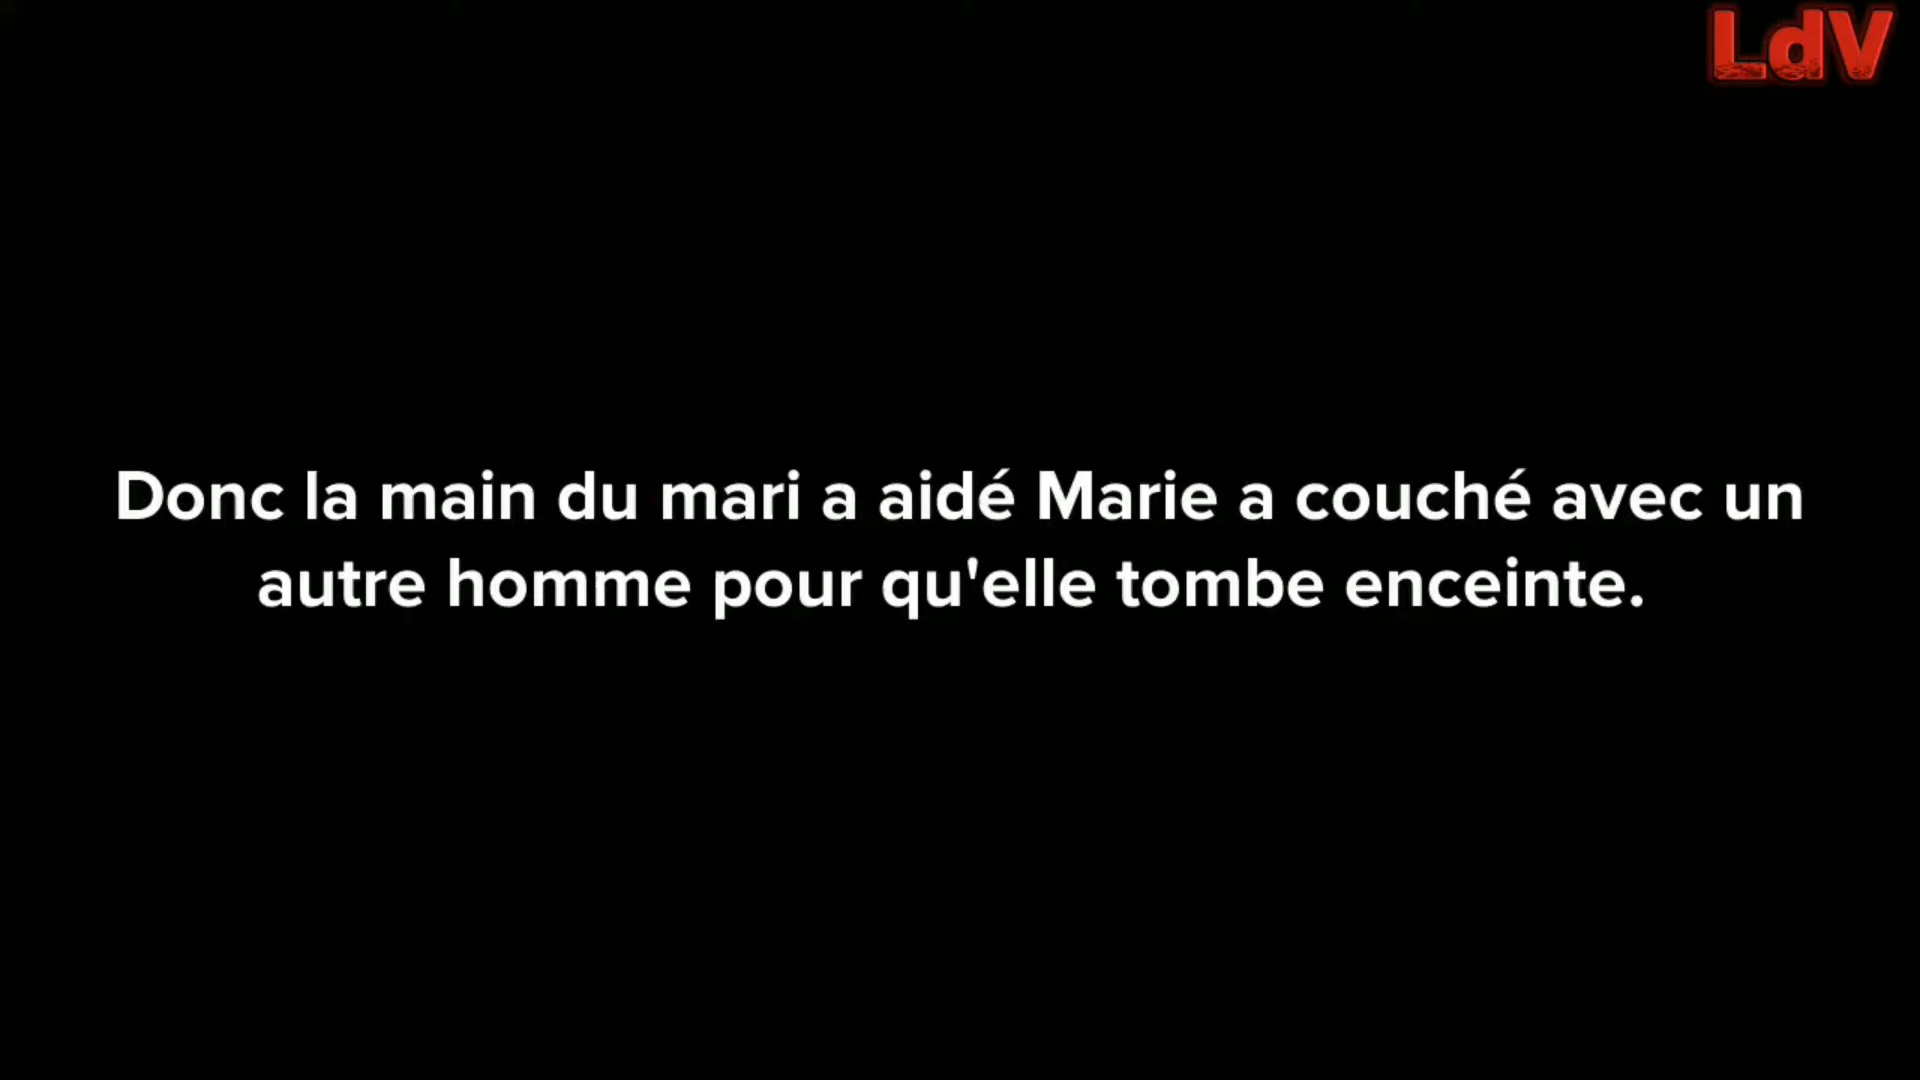 LdV
Donc la main du mari a aidé Marie a couché avec un
autre homme pour qu'elle tombe enceinte.